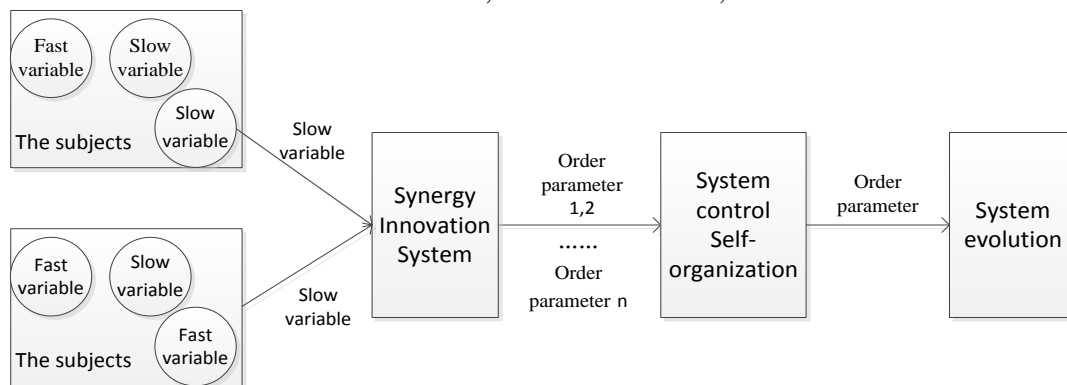 Fast
variable
Slow
variable
Slow
variable
The subjects
Slow
variable
Fast
variable
Slow
variable
Fast
variable
The subjects
Slow
variable
Synergy
Innovation
System
Order
parameter
1,2
......
Order
parameter n
System
control
Self-
organization
Order
parameter
System
evolution